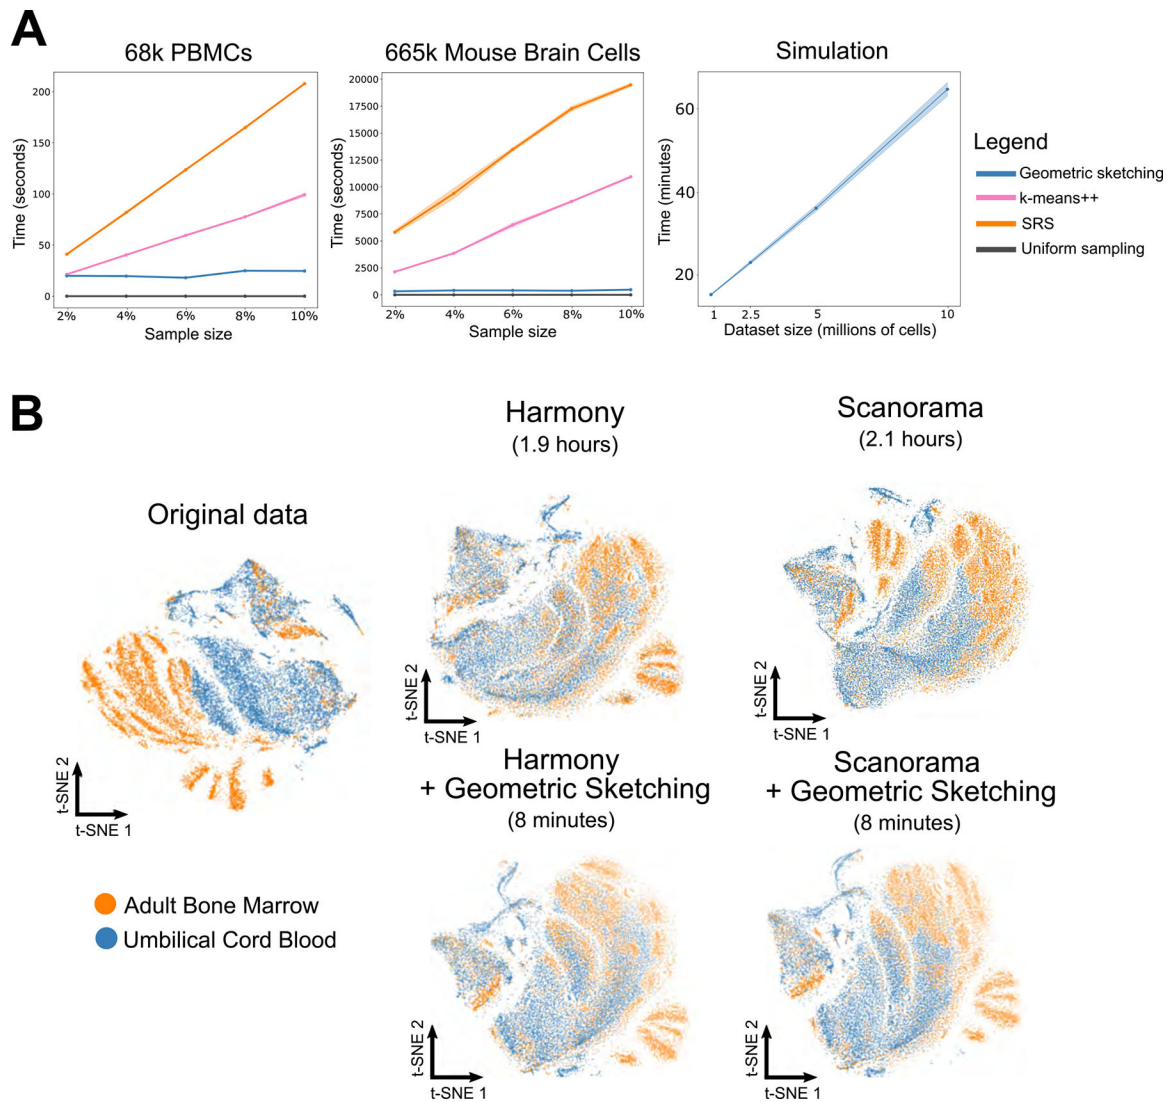 A
68k PBMCs
Time (seconds)
200
150
100
50
0
2% 4% 6% 8% 10%
Sample size
665k Mouse Brain Cells
Time (seconds)
20000
17500
15000
12500
10000
7500
5000
2500
0
2% 4% 6% 8% 10%
Sample size
Simulation
Time (minutes)
60
40
20
1 2.5 5 10
Dataset size (millions of cells)
Legend
Geometric sketching
k-means++
SRS
Uniform sampling
B
Original data
t-SNE 2
t-SNE 1
Adult Bone Marrow
Umbilical Cord Blood
Harmony
(1.9 hours)
t-SNE 2
t-SNE 1
Scanorama
(2.1 hours)
t-SNE 2
t-SNE 1
Harmony
+ Geometric Sketching
(8 minutes)
t-SNE 2
t-SNE 1
Scanorama
+ Geometric Sketching
(8 minutes)
t-SNE 2
t-SNE 1